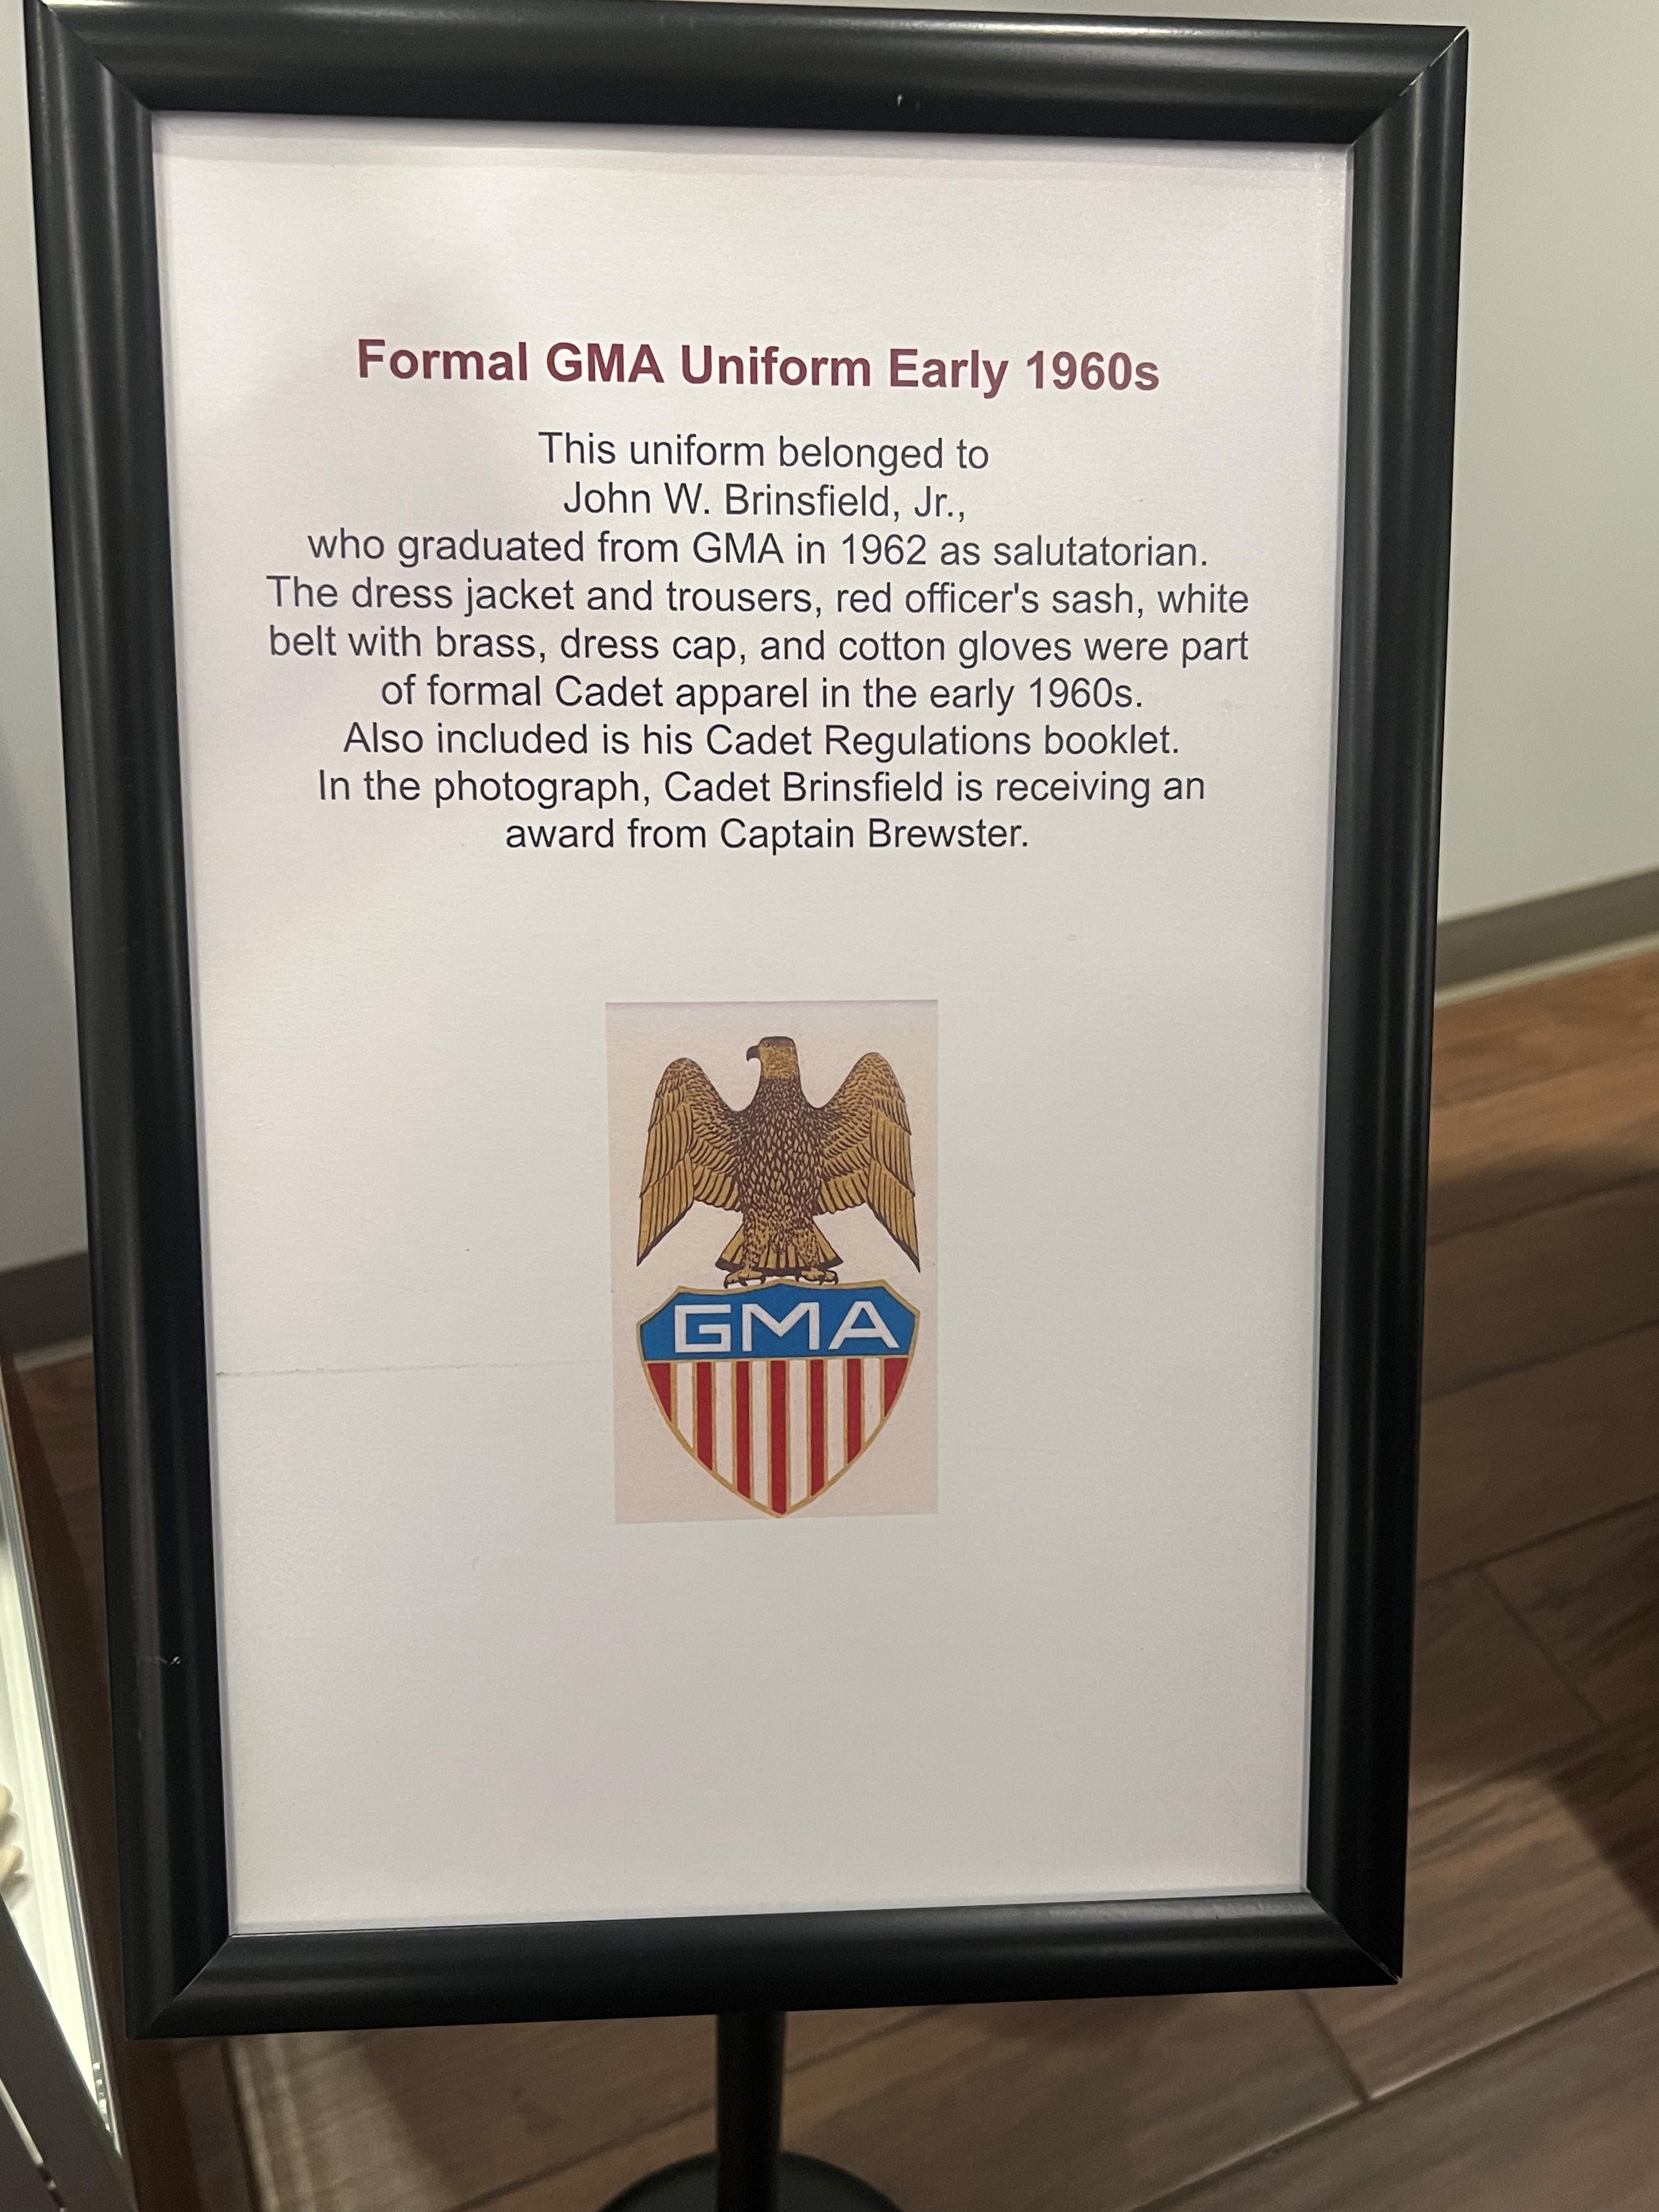 Formal GMA Uniform Early 1960s
This uniform belonged to
John W. Brinsfield, Jr.,
who graduated from GMA in 1962 as salutatorian.
The dress jacket and trousers, red officer's sash, white
belt with brass, dress cap, and cotton gloves were part
of formal Cadet apparel in the early 1960s.
Also included is his Cadet Regulations booklet.
In the photograph, Cadet Brinsfield is receiving an
award from Captain Brewster.
GMA